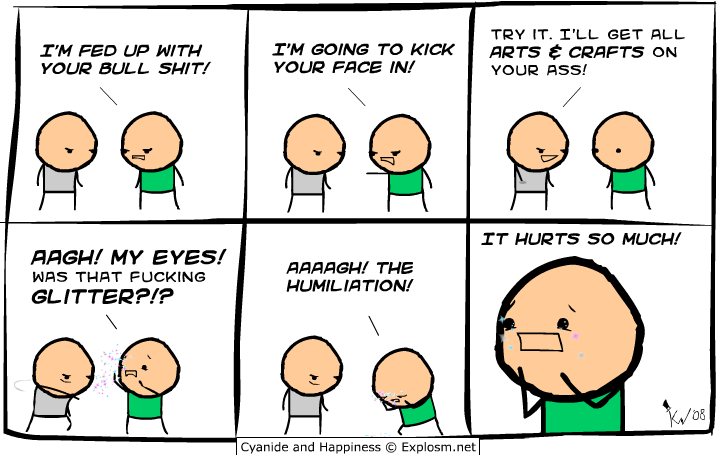 I'M FED UP WITH
YOUR BULL SHIT!
I'M GOING TO KICK
YOUR FACE IN!
TRY IT. I'LL GET ALL
ARTS & CRAFTS ON
YOUR ASS!
AAGH! MY EYES!
WAS THAT FUCKING
GLITTER?!?
AAAAGH! THE
HUMILIATION!
IT HURTS SO MUCH!
Cyanide and Happiness © Explosm.net